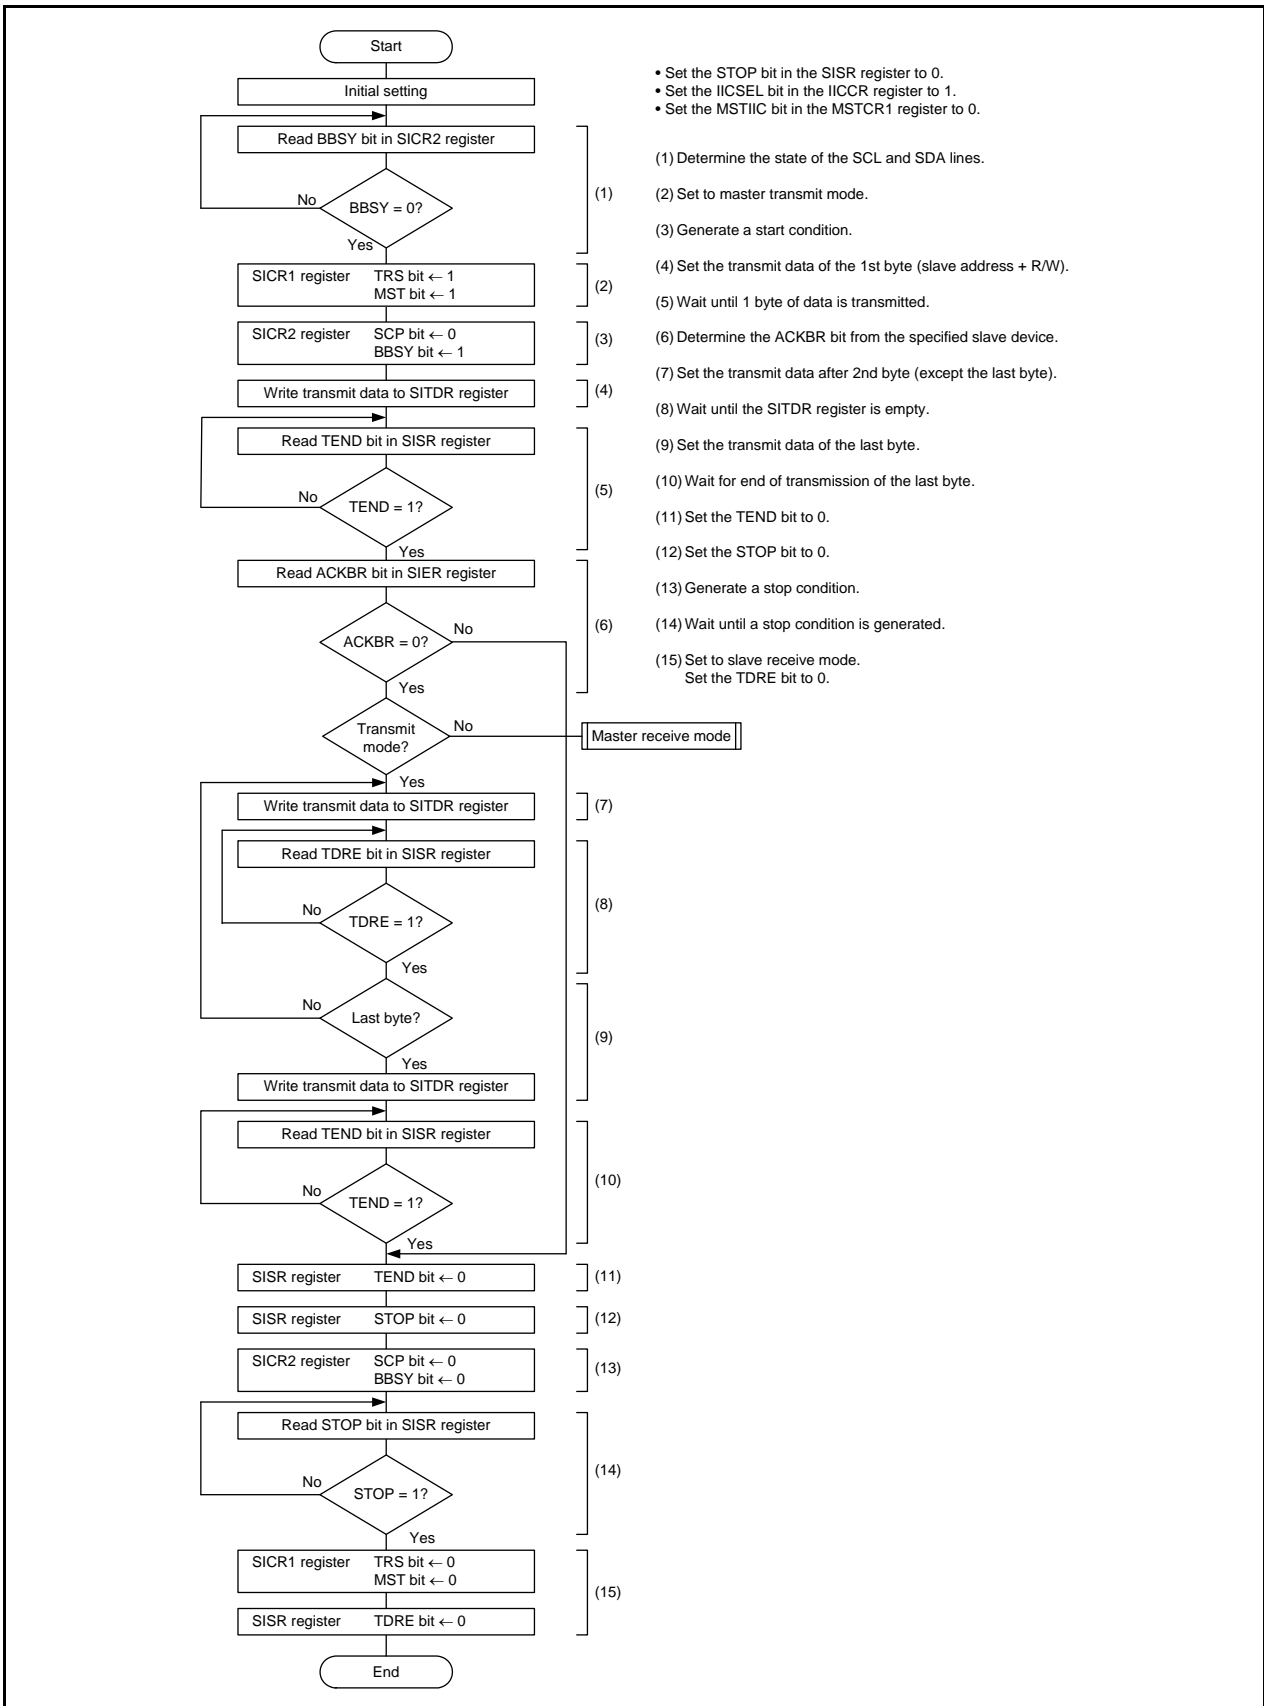 Start
Initial setting
• Set the STOP bit in the SISR register to 0.
• Set the IICSEL bit in the IICCR register to 1.
• Set the MSTIIC bit in the MSTCR1 register to 0.
Read BBSY bit in SICR2 register
BBSY = 0?
No
Yes
(1)
SICR1 register TRS bit ← 1
MST bit ← 1
(2)
SICR2 register SCP bit ← 0
BBSY bit ← 1
(3)
Write transmit data to SITDR register
(4)
Read TEND bit in SISR register
TEND = 1?
No
Yes
(5)
Read ACKBR bit in SIER register
ACKBR = 0?
No
Yes
(6)
Transmit
mode?
No
Yes
Master receive mode
Write transmit data to SITDR register
(7)
Read TDRE bit in SISR register
TDRE = 1?
No
Yes
(8)
Last byte?
No
Yes
Write transmit data to SITDR register
(9)
Read TEND bit in SISR register
TEND = 1?
No
Yes
(10)
SISR register TEND bit ← 0
(11)
SISR register STOP bit ← 0
(12)
SICR2 register SCP bit ← 0
BBSY bit ← 0
(13)
Read STOP bit in SISR register
STOP = 1?
No
Yes
(14)
SICR1 register TRS bit ← 0
MST bit ← 0
SISR register TDRE bit ← 0
(15)
End
(1) Determine the state of the SCL and SDA lines.
(2) Set to master transmit mode.
(3) Generate a start condition.
(4) Set the transmit data of the 1st byte (slave address + R/W).
(5) Wait until 1 byte of data is transmitted.
(6) Determine the ACKBR bit from the specified slave device.
(7) Set the transmit data after 2nd byte (except the last byte).
(8) Wait until the SITDR register is empty.
(9) Set the transmit data of the last byte.
(10) Wait for end of transmission of the last byte.
(11) Set the TEND bit to 0.
(12) Set the STOP bit to 0.
(13) Generate a stop condition.
(14) Wait until a stop condition is generated.
(15) Set to slave receive mode.
Set the TDRE bit to 0.